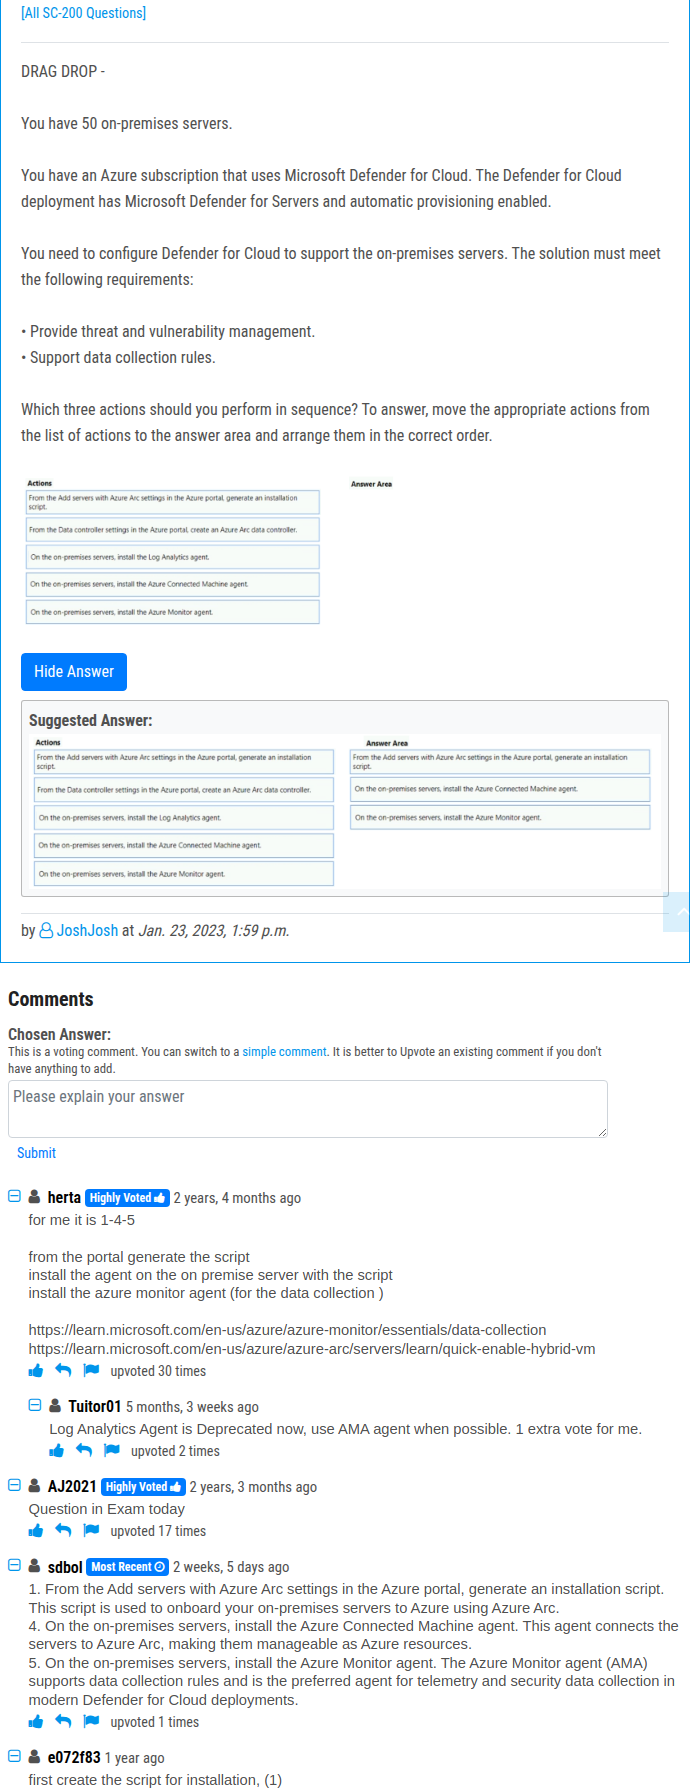 [All SC-200 Questions]
DRAG DROP -
You have 50 on-premises servers.
You have an Azure subscription that uses Microsoft Defender for Cloud. The Defender for Cloud
deployment has Microsoft Defender for Servers and automatic provisioning enabled.
You need to configure Defender for Cloud to support the on-premises servers. The solution must meet
the following requirements:
• Provide threat and vulnerability management.
• Support data collection rules.
Which three actions should you perform in sequence? To answer, move the appropriate actions from
the list of actions to the answer area and arrange them in the correct order.
Actions
From the Add servers with Azure Arc settings in the Azure portal, generate an installation
script.
From the Data controller settings in the Azure portal, create an Azure Arc data controller.
On the on-premises servers, install the Log Analytics agent.
On the on-premises servers, install the Azure Connected Machine agent.
On the on-premises servers, install the Azure Monitor agent.
Answer Area
Hide Answer
Suggested Answer:
Actions
From the Add servers with Azure Arc settings in the Azure portal, generate an installation
script.
From the Data controller settings in the Azure portal, create an Azure Arc data controller.
On the on-premises servers, install the Log Analytics agent.
On the on-premises servers, install the Azure Connected Machine agent.
On the on-premises servers, install the Azure Monitor agent.
Answer Area
From the Add servers with Azure Arc settings in the Azure portal, generate an installation
script.
On the on-premises servers, install the Azure Connected Machine agent.
On the on-premises servers, install the Azure Monitor agent.
by JoshJosh at Jan. 23, 2023, 1:59 p.m.
Comments
Chosen Answer:
This is a voting comment. You can switch to a simple comment. It is better to Upvote an existing comment if you don't
have anything to add.
Please explain your answer
Submit
herta Highly Voted 2 years, 4 months ago
for me it is 1-4-5
from the portal generate the script
install the agent on the on premise server with the script
install the azure monitor agent (for the data collection )
https://learn.microsoft.com/en-us/azure/azure-monitor/essentials/data-collection
https://learn.microsoft.com/en-us/azure/azure-arc/servers/learn/quick-enable-hybrid-vm
upvoted 30 times
Tuitor01 5 months, 3 weeks ago
Log Analytics Agent is Deprecated now, use AMA agent when possible. 1 extra vote for me.
upvoted 2 times
AJ2021 Highly Voted 2 years, 3 months ago
Question in Exam today
upvoted 17 times
sdbol Most Recent 2 weeks, 5 days ago
1. From the Add servers with Azure Arc settings in the Azure portal, generate an installation script.
This script is used to onboard your on-premises servers to Azure using Azure Arc.
4. On the on-premises servers, install the Azure Connected Machine agent. This agent connects the
servers to Azure Arc, making them manageable as Azure resources.
5. On the on-premises servers, install the Azure Monitor agent. The Azure Monitor agent (AMA)
supports data collection rules and is the preferred agent for telemetry and security data collection in
modern Defender for Cloud deployments.
upvoted 1 times
e072f83 1 year ago
first create the script for installation, (1)